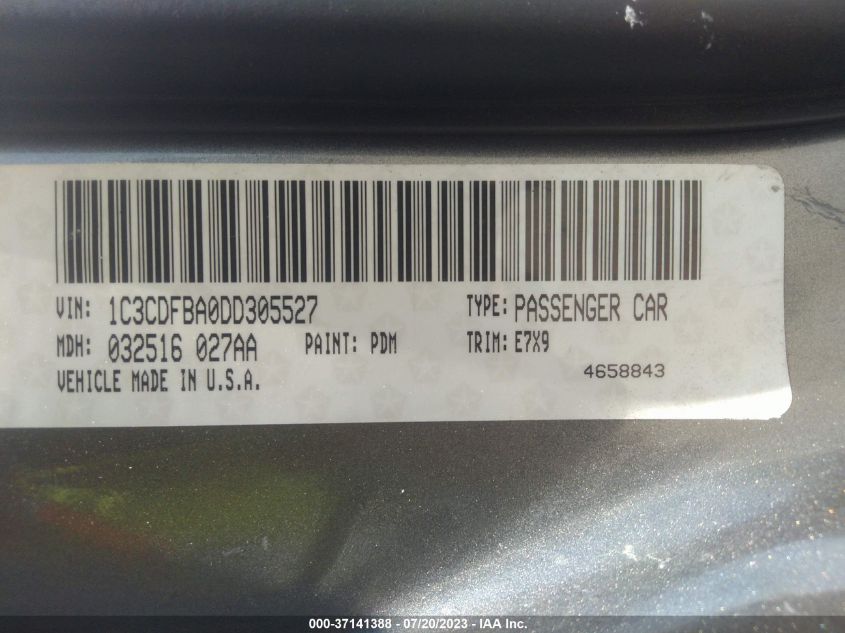 VIN: 1C3CDFBA0DD305527 TYPE: PASSENGER CAR
MDH: 032516 027AA PAINT: PDM TRIM: E7X9
VEHICLE MADE IN U.S.A. 4658843
000-37141388 - 07/20/2023 - IAA Inc.